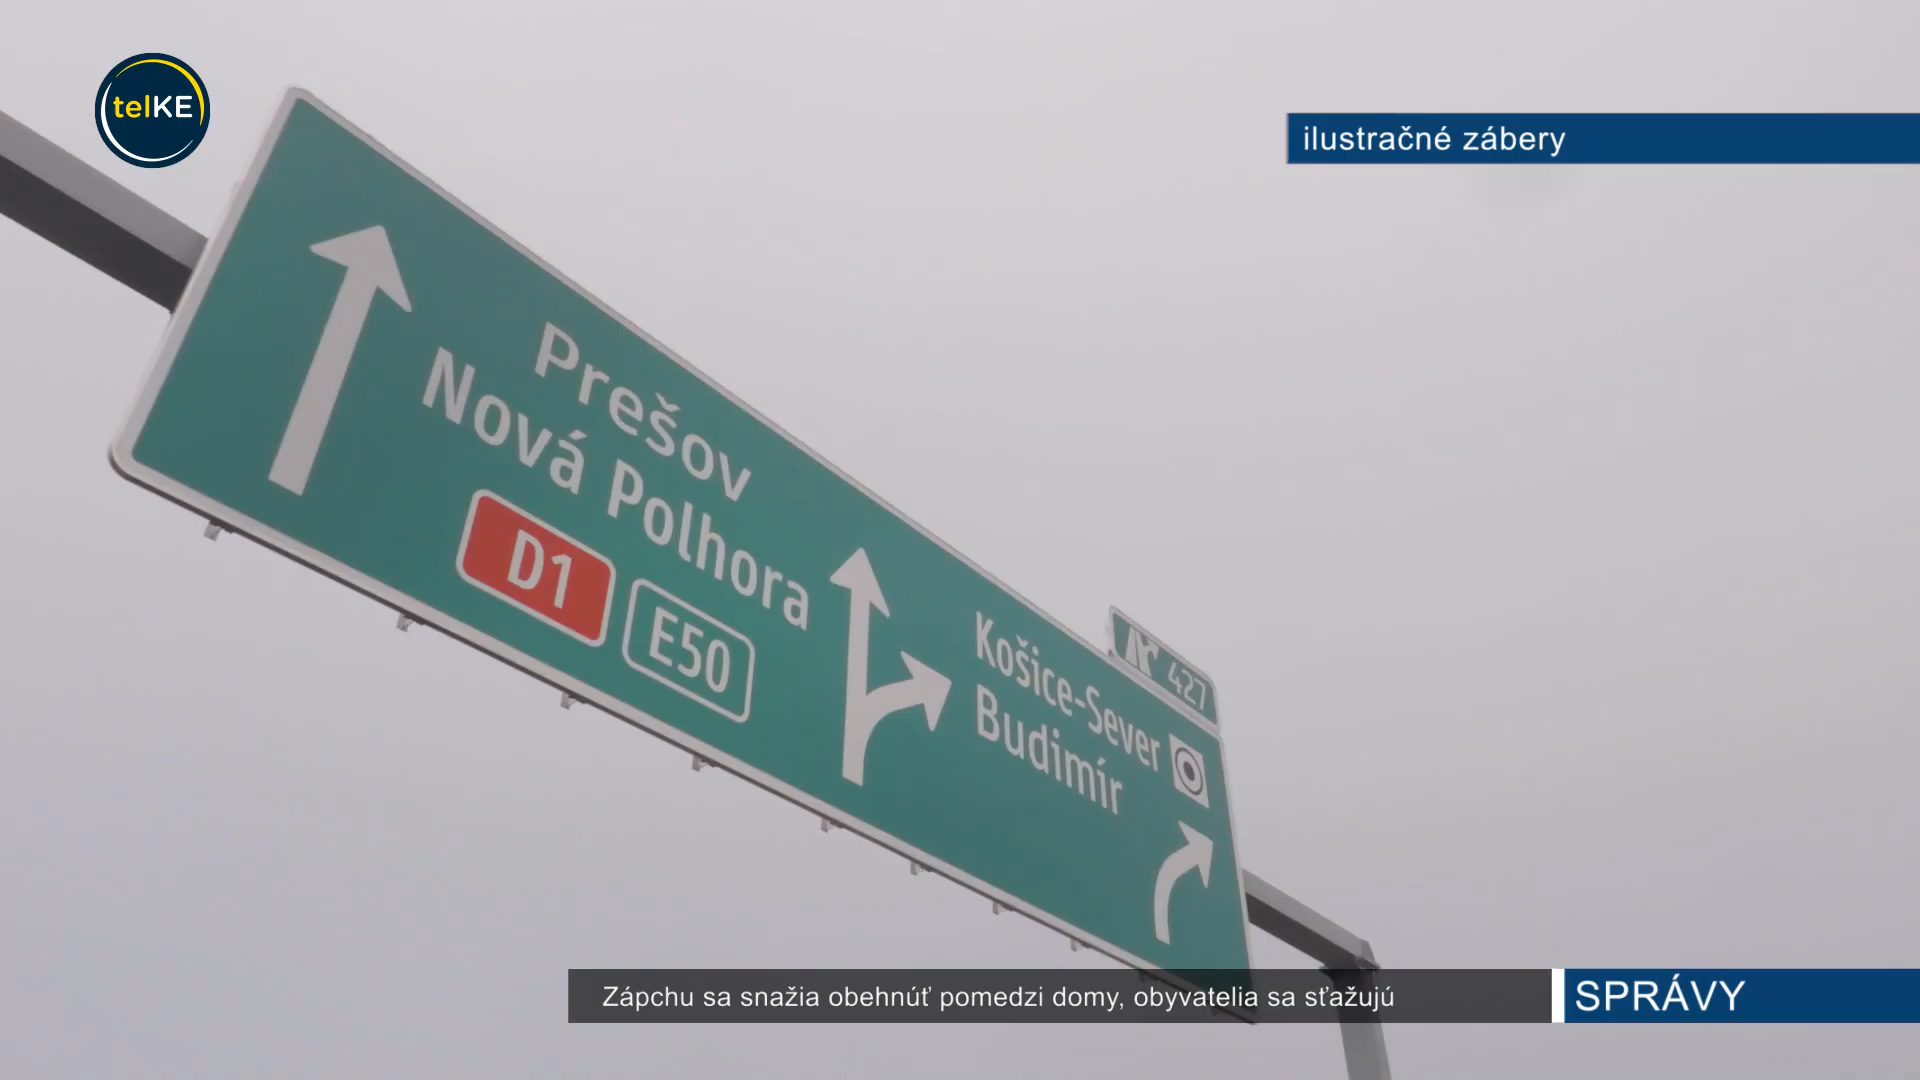 telKE
ilustračné zábery
Prešov
Nová Polhora
D1
E50
427
Košice-Sever
Budimír
Zápchu sa snažia obehnúť pomedzi domy, obyvatelia sa sťažujú
SPRÁVY